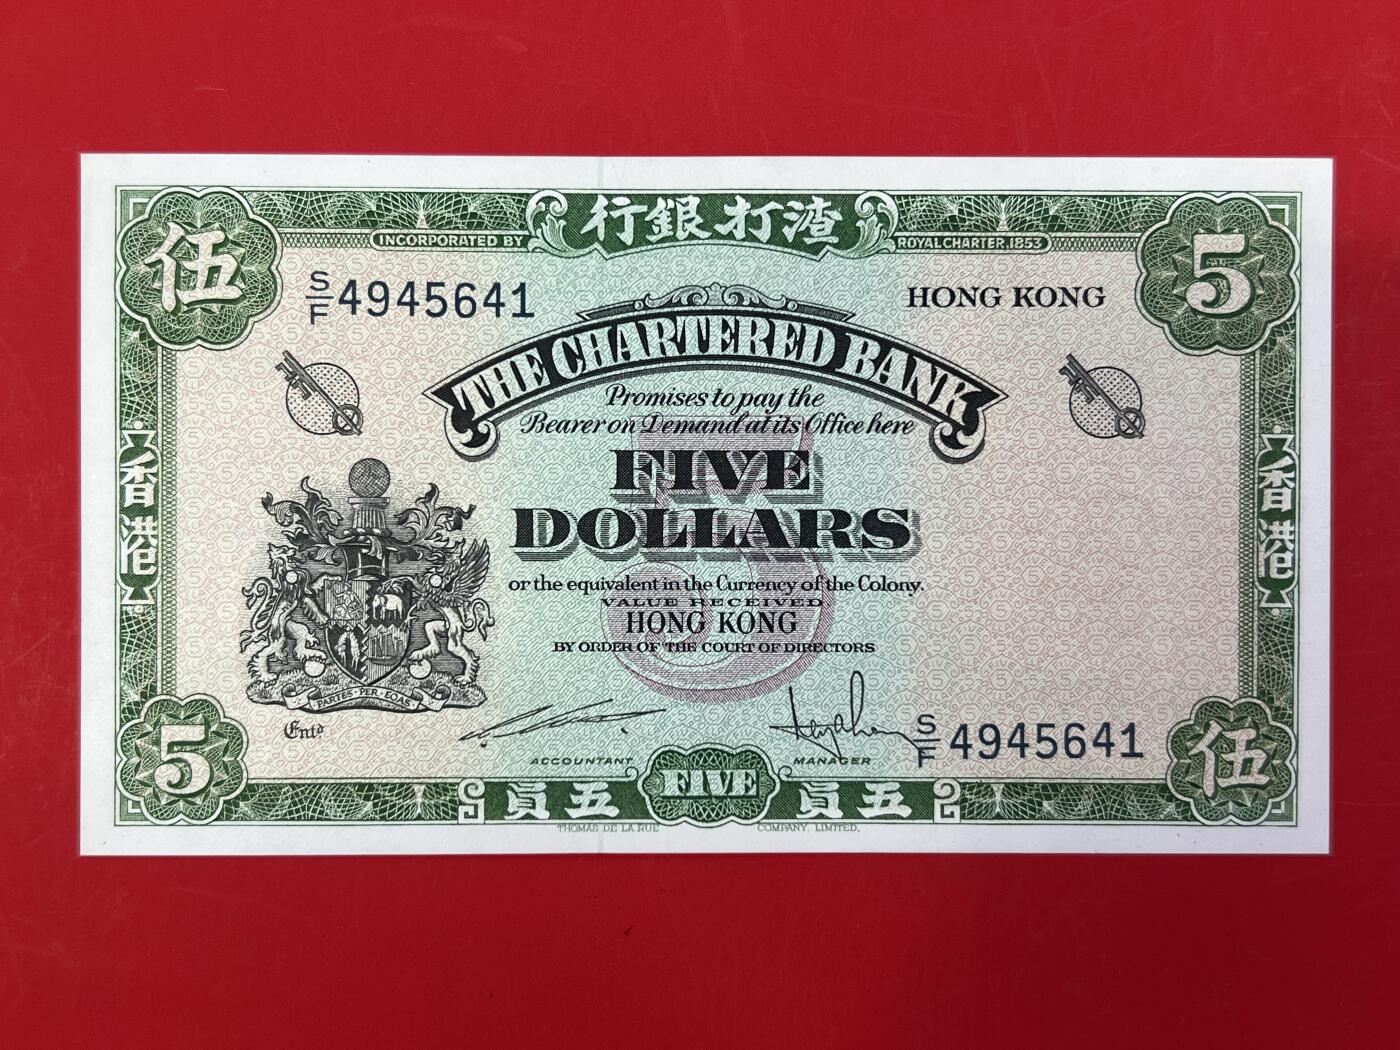 行銀打渣
INCORPORATED BY ROYAL CHARTER.1853
伍
5
S/F 4945641
HONG KONG
THE CHARTERED BANK
Promises to pay the
Bearer on Demand at its Office here
FIVE
DOLLARS
or the equivalent in the Currency of the Colony.
VALUE RECEIVED
HONG KONG
BY ORDER OF THE COURT OF DIRECTORS
香港
香港
5
PARTES·PER·EOAS
Entd.
ACCOUNTANT
MANAGER
S/F 4945641
5
伍
員五
FIVE
員五
THOMAS DE LA RUE COMPANY, LIMITED.